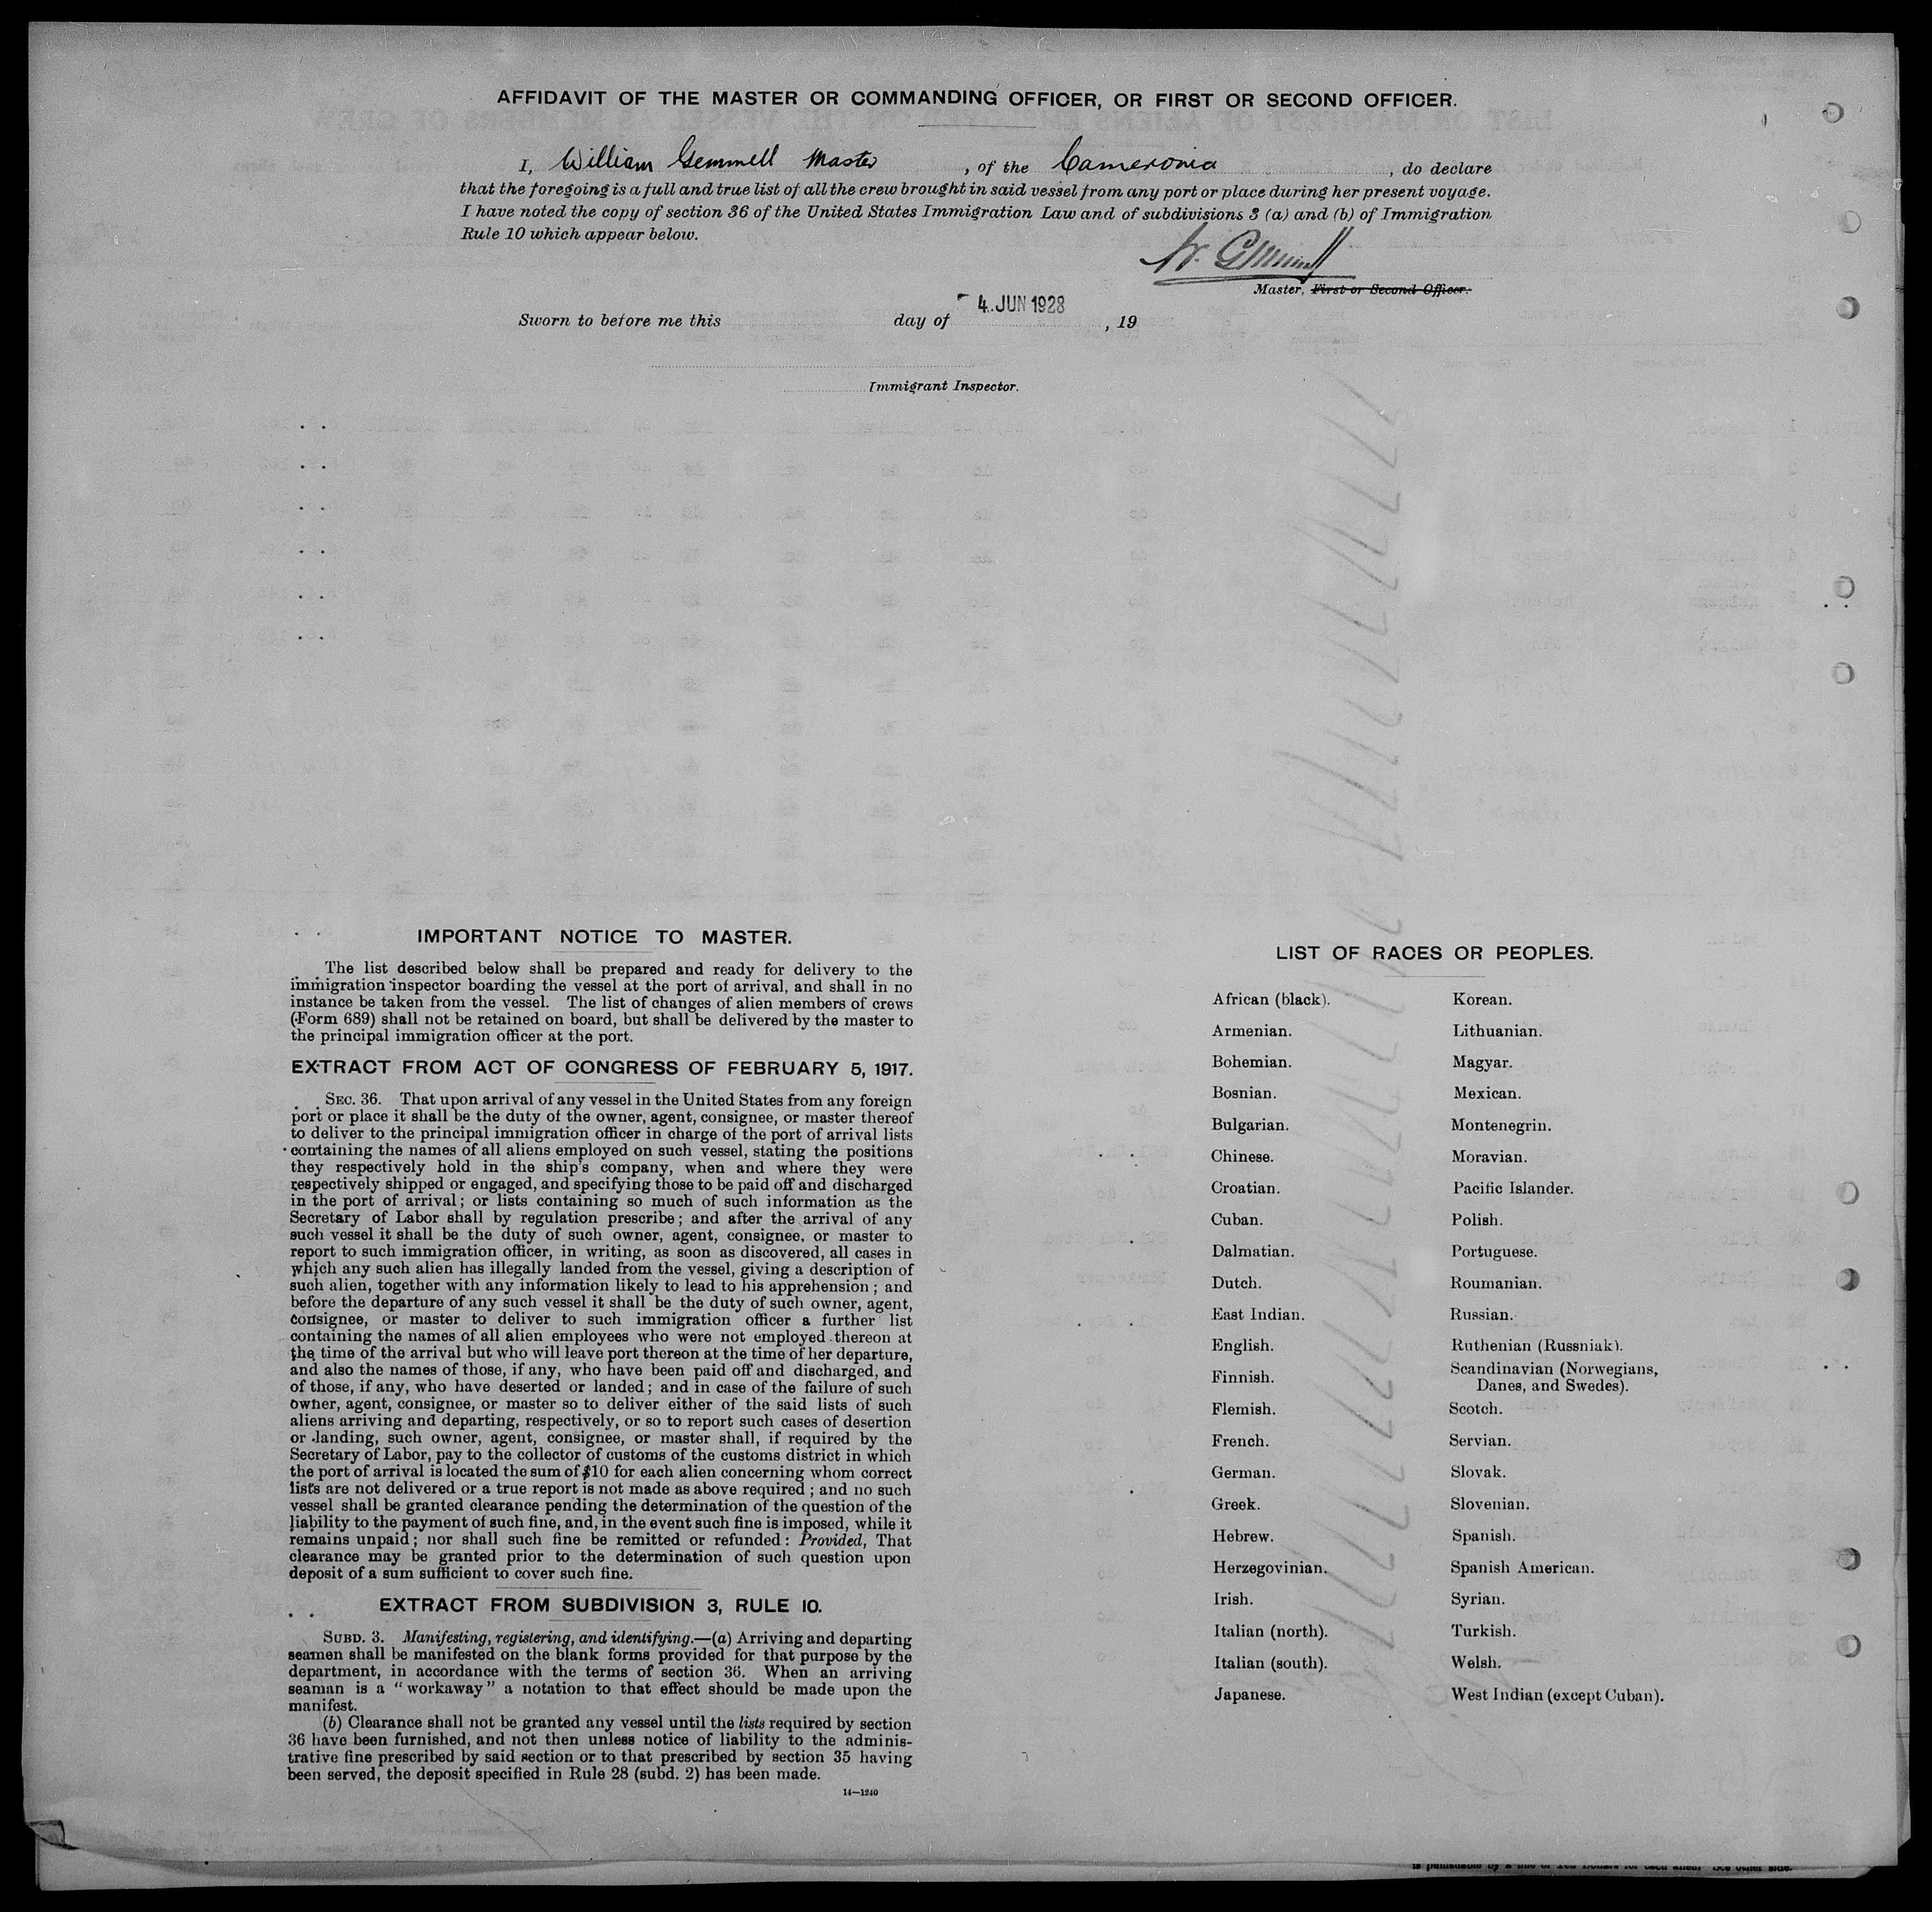 AFFIDAVIT OF THE MASTER OR COMMANDING OFFICER, OR FIRST OR SECOND OFFICER.
I, William Gemmell Master , of the Cameronia , do declare
that the foregoing is a full and true list of all the crew brought in said vessel from any port or place during her present voyage.
I have noted the copy of section 36 of the United States Immigration Law and of subdivisions 3 (a) and (b) of Immigration
Rule 10 which appear below.
W. Gemmell
Master, First or Second Officer.
4. JUN 1928
Sworn to before me this day of , 19
Immigrant Inspector.
IMPORTANT NOTICE TO MASTER.
The list described below shall be prepared and ready for delivery to the
immigration inspector boarding the vessel at the port of arrival, and shall in no
instance be taken from the vessel. The list of changes of alien members of crews
(Form 689) shall not be retained on board, but shall be delivered by the master to
the principal immigration officer at the port.
EXTRACT FROM ACT OF CONGRESS OF FEBRUARY 5, 1917.
SEC. 36. That upon arrival of any vessel in the United States from any foreign
port or place it shall be the duty of the owner, agent, consignee, or master thereof
to deliver to the principal immigration officer in charge of the port of arrival lists
containing the names of all aliens employed on such vessel, stating the positions
they respectively hold in the ship's company, when and where they were
respectively shipped or engaged, and specifying those to be paid off and discharged
in the port of arrival; or lists containing so much of such information as the
Secretary of Labor shall by regulation prescribe; and after the arrival of any
such vessel it shall be the duty of such owner, agent, consignee, or master to
report to such immigration officer, in writing, as soon as discovered, all cases in
which any such alien has illegally landed from the vessel, giving a description of
such alien, together with any information likely to lead to his apprehension; and
before the departure of any such vessel it shall be the duty of such owner, agent,
consignee, or master to deliver to such immigration officer a further list
containing the names of all alien employees who were not employed thereon at
the time of the arrival but who will leave port thereon at the time of her departure,
and also the names of those, if any, who have been paid off and discharged, and
of those, if any, who have deserted or landed; and in case of the failure of such
owner, agent, consignee, or master so to deliver either of the said lists of such
aliens arriving and departing, respectively, or so to report such cases of desertion
or landing, such owner, agent, consignee, or master shall, if required by the
Secretary of Labor, pay to the collector of customs of the customs district in which
the port of arrival is located the sum of $10 for each alien concerning whom correct
lists are not delivered or a true report is not made as above required; and no such
vessel shall be granted clearance pending the determination of the question of the
liability to the payment of such fine, and, in the event such fine is imposed, while it
remains unpaid; nor shall such fine be remitted or refunded: Provided, That
clearance may be granted prior to the determination of such question upon
deposit of a sum sufficient to cover such fine.
EXTRACT FROM SUBDIVISION 3, RULE 10.
SUBD. 3. Manifesting, registering, and identifying.—(a) Arriving and departing
seamen shall be manifested on the blank forms provided for that purpose by the
department, in accordance with the terms of section 36. When an arriving
seaman is a "workaway" a notation to that effect should be made upon the
manifest.
(b) Clearance shall not be granted any vessel until the lists required by section
36 have been furnished, and not then unless notice of liability to the adminis-
trative fine prescribed by said section or to that prescribed by section 35 having
been served, the deposit specified in Rule 28 (subd. 2) has been made.
14—1240
LIST OF RACES OR PEOPLES.
African (black).
Armenian.
Bohemian.
Bosnian.
Bulgarian.
Chinese.
Croatian.
Cuban.
Dalmatian.
Dutch.
East Indian.
English.
Finnish.
Flemish.
French.
German.
Greek.
Hebrew.
Herzegovinian.
Irish.
Italian (north).
Italian (south).
Japanese.
Korean.
Lithuanian.
Magyar.
Mexican.
Montenegrin.
Moravian.
Pacific Islander.
Polish.
Portuguese.
Roumanian.
Russian.
Ruthenian (Russniak).
Scandinavian (Norwegians,
Danes, and Swedes).
Scotch.
Servian.
Slovak.
Slovenian.
Spanish.
Spanish American.
Syrian.
Turkish.
Welsh.
West Indian (except Cuban).